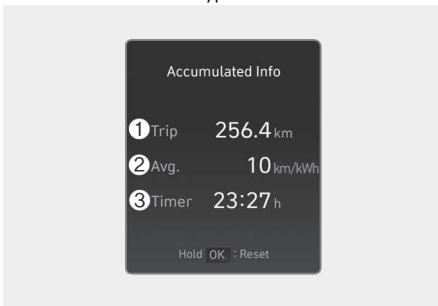 Accumulated Info
1 Trip 256.4 km
2 Avg. 10 km/kWh
3 Timer 23:27 h
Hold OK : Reset